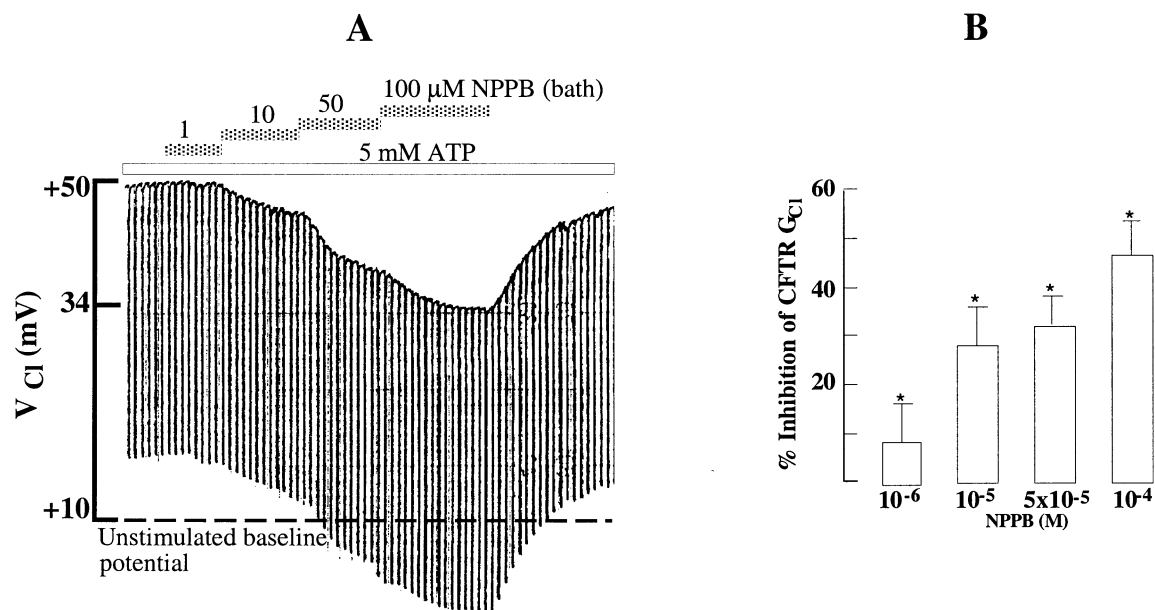 A
100 μM NPPB (bath)
50
10
1
5 mM ATP
+50
34
+10
V Cl (mV)
Unstimulated baseline
potential
B
60
40
20
% Inhibition of CFTR GCl
*
*
*
*
10-6
10-5
5x10-5
10-4
NPPB (M)